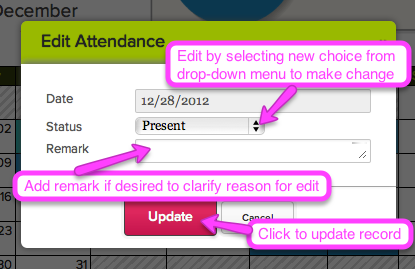 December
Edit Attendance
Edit by selecting new choice from
drop-down menu to make change
Date
12/28/2012
Status
Present
Remark
Add remark if desired to clarify reason for edit
Update
Cancel
Click to update record
02
09
23
30
31